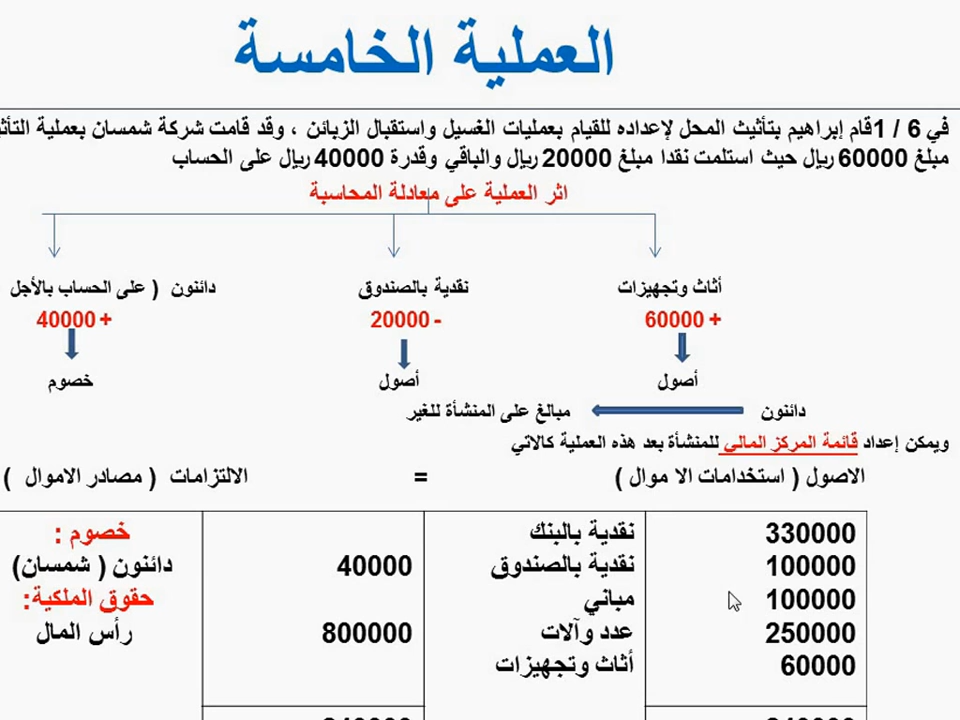 العملية الخامسة
في 6 / 1 قام إبراهيم بتأثيث المحل لإعداده للقيام بعمليات الغسيل واستقبال الزبائن ، وقد قامت شركة شمسان بعملية
مبلغ 60000 ريال حيث استلمت نقدا مبلغ 20000 ريال والباقي وقدرة 40000 ريال على الحساب
اثر العملية على معادلة المحاسبة
أثاث وتجهيزات نقدية بالصندوق دائنون ( على الحساب بالأجل
60000 + 20000 - 40000 +
أصول أصول خصوم
دائنون مبالغ على المنشأة للغير
ويمكن إعداد قائمة المركز المالي للمنشأة بعد هذه العملية كالاتي
الاصول ( استخدامات الا موال ) = الالتزامات ( مصادر الاموال )
330000 نقدية بالبنك خصوم :
100000 نقدية بالصندوق 40000 دائنون ( شمسان)
100000 مباني حقوق الملكية:
250000 عدد وآلات 800000 رأس المال
60000 أثاث وتجهيزات